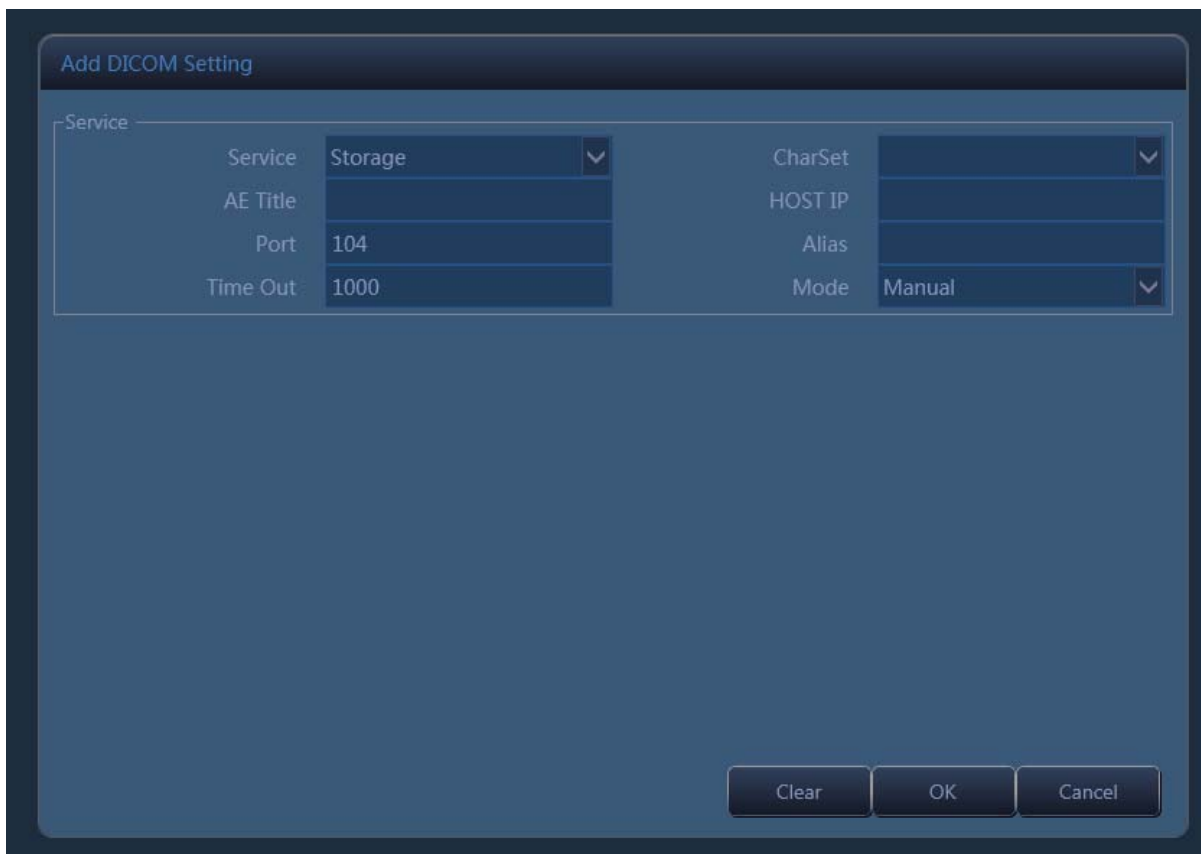 Add DICOM Setting
Service
Service Storage CharSet
AE Title HOST IP
Port 104 Alias
Time Out 1000 Mode Manual
Clear OK Cancel